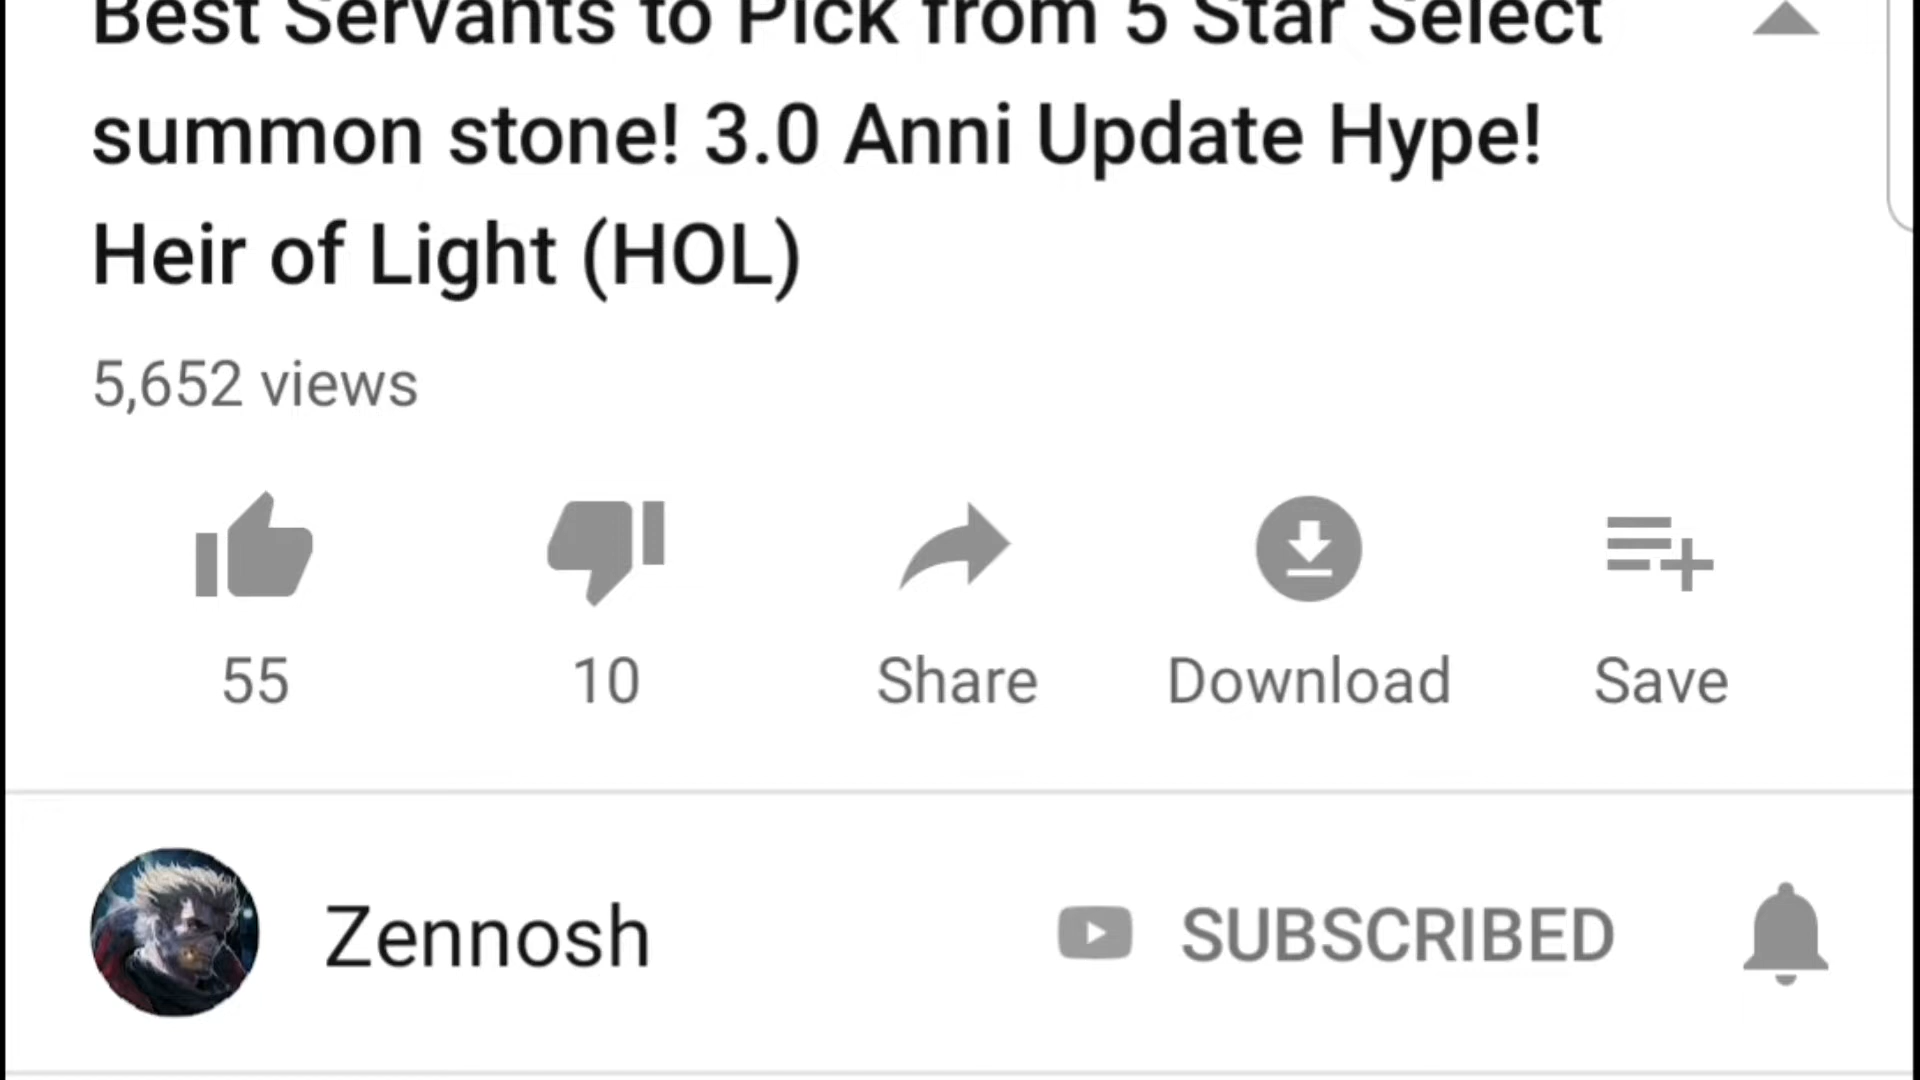 Best Servants to Pick from 5 Star Select
summon stone! 3.0 Anni Update Hype!
Heir of Light (HOL)
5,652 views
55 10 Share Download Save
Zennosh SUBSCRIBED